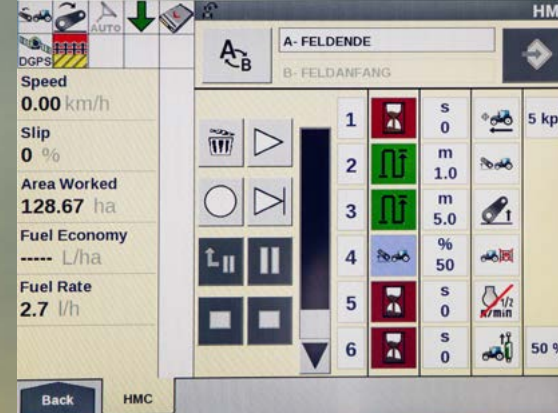 HM
AUTO
DGPS
A
B
A- FELDENDE
B- FELDANFANG
Speed
0.00 km/h
Slip
0 %
Area Worked
128.67 ha
Fuel Economy
----- L/ha
Fuel Rate
2.7 l/h
1 s 0 5 kp
2 m 1.0
3 m 5.0
4 % 50
5 s 0 1/2 n/min
6 s 0 50 %
Back HMC